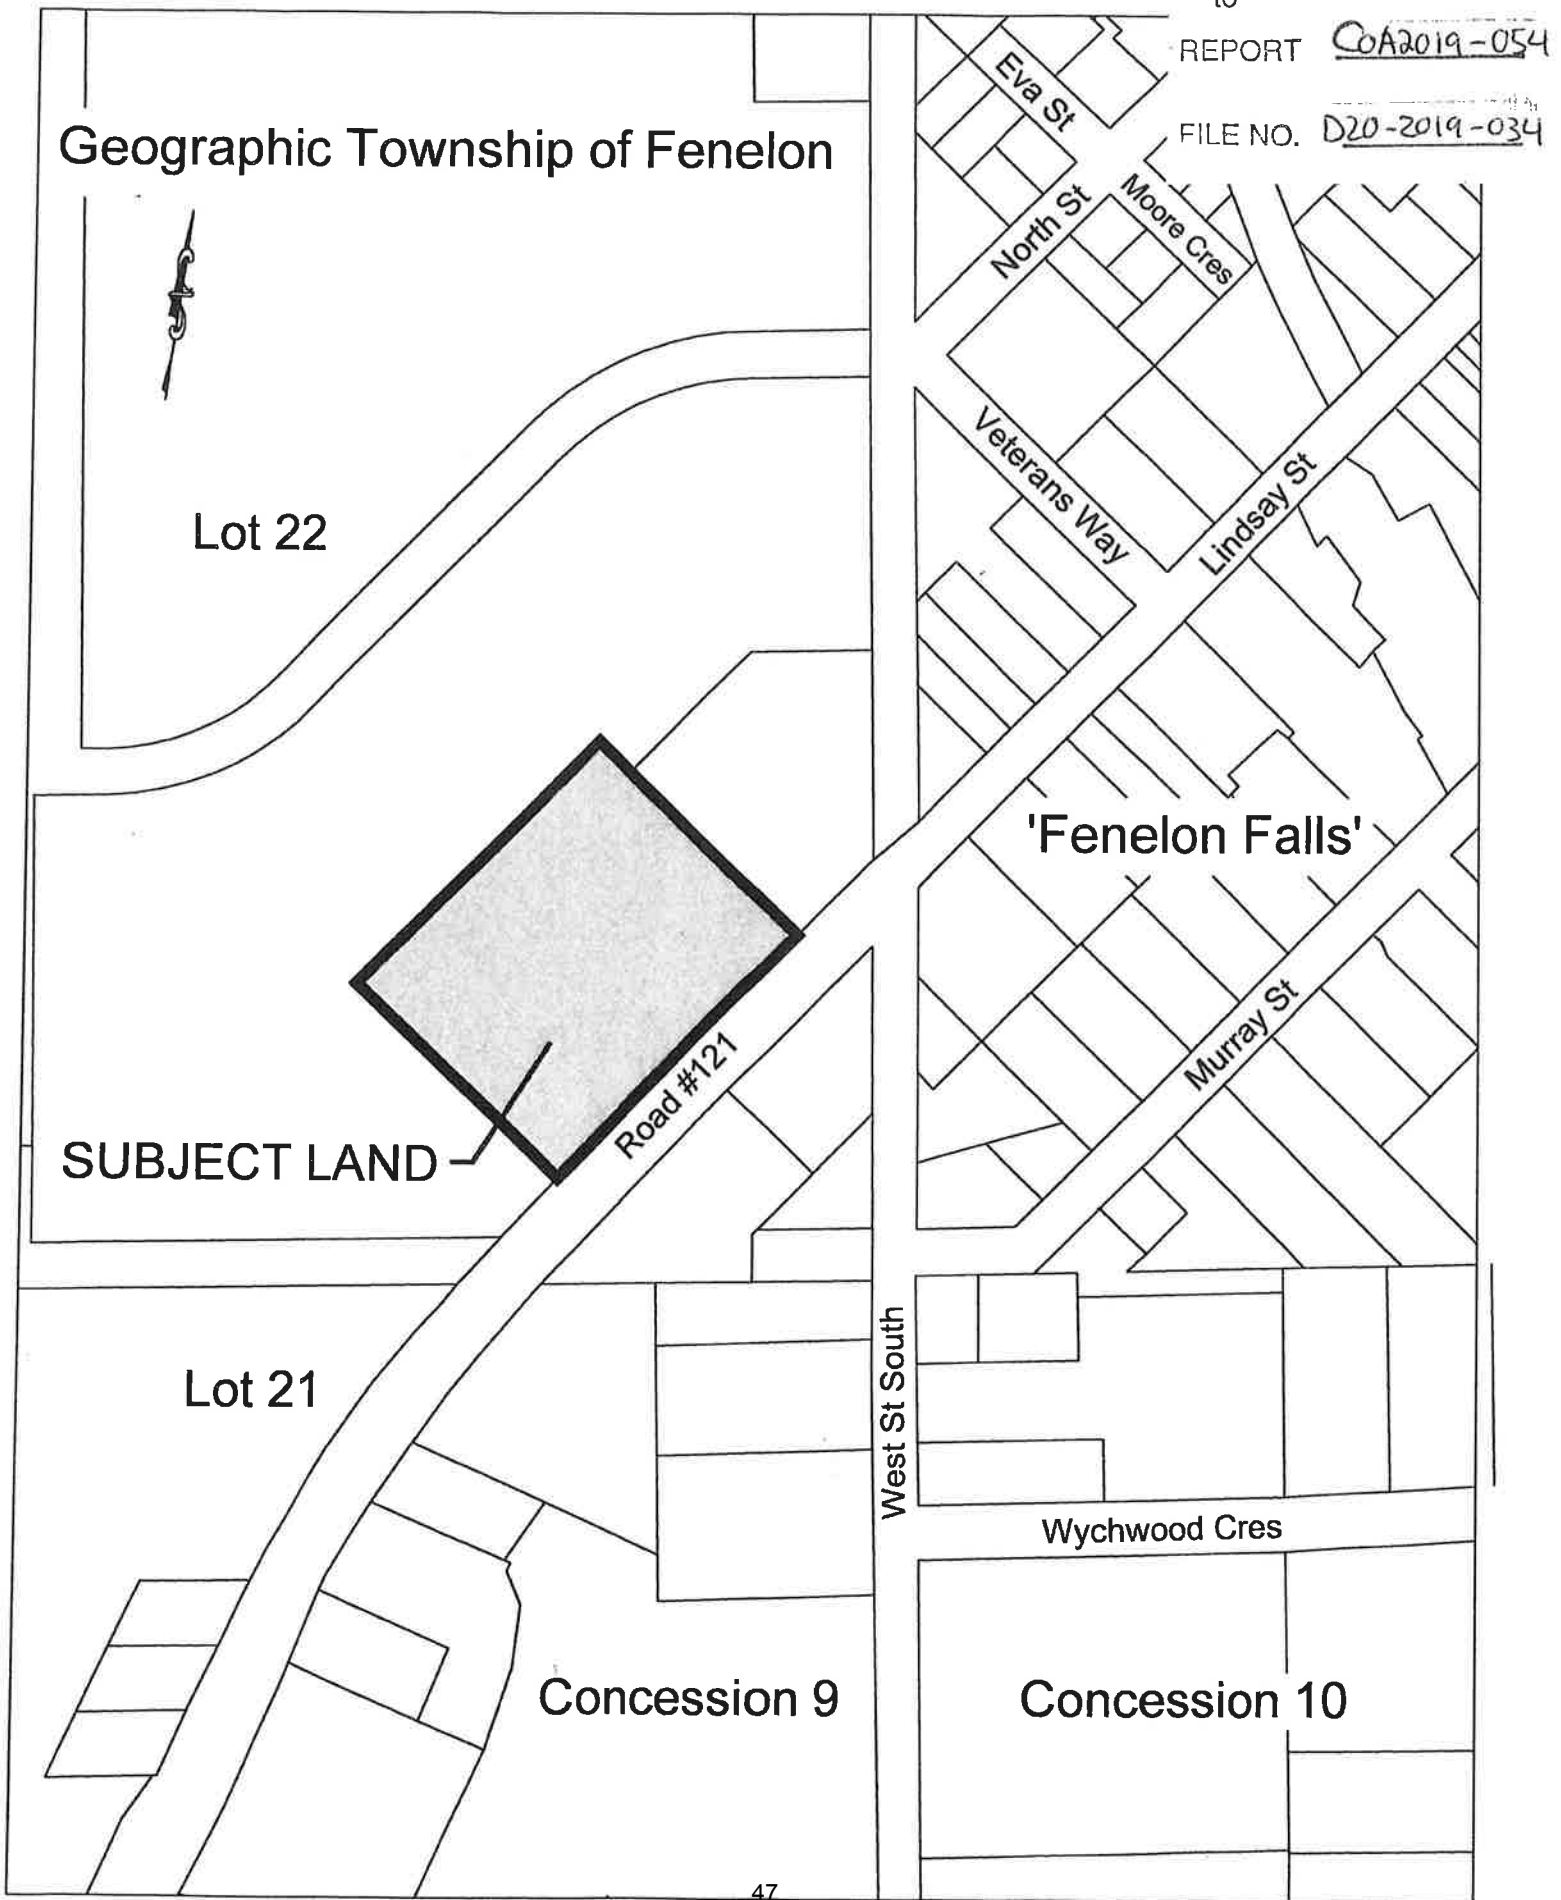 to
REPORT COA2019-054
FILE NO. D20-2019-034
Geographic Township of Fenelon
Eva St
North St
Moore Cres
Veterans Way
Lindsay St
Lot 22
'Fenelon Falls'
Murray St
Road #121
SUBJECT LAND
Lot 21
West St South
Wychwood Cres
Concession 9
Concession 10
47